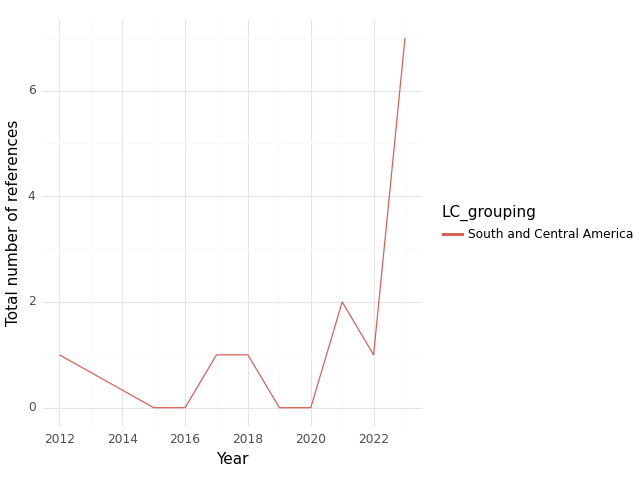 6
4
2
0
2012 2014 2016 2018 2020 2022
Year
Total number of references
LC_grouping
South and Central America